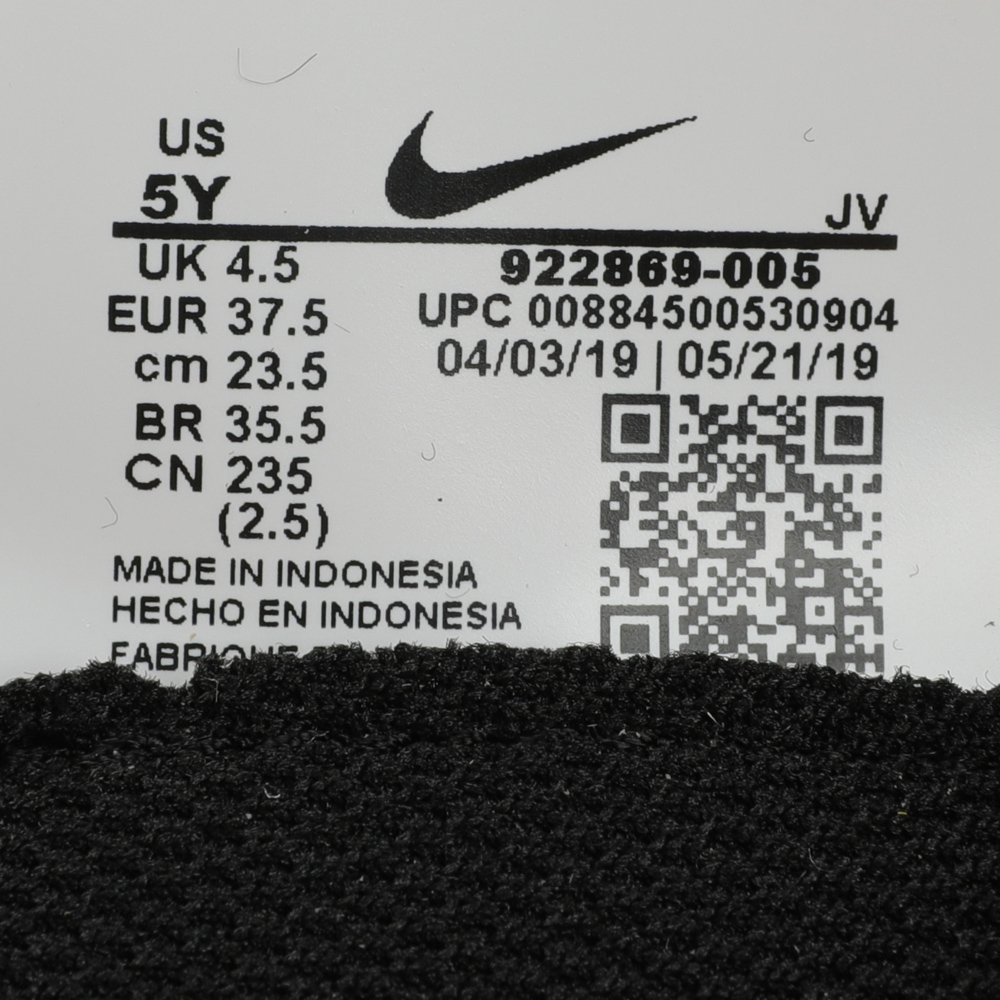 US
5Y
JV
UK 4.5
EUR 37.5
cm 23.5
BR 35.5
CN 235
(2.5)
922869-005
UPC 00884500530904
04/03/19 | 05/21/19
MADE IN INDONESIA
HECHO EN INDONESIA
FABRIQUE